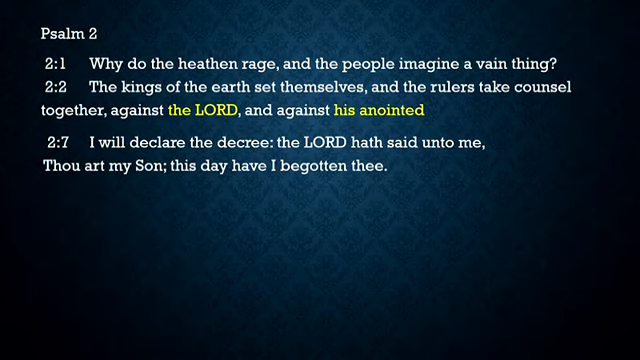 Psalm 2
2:1 Why do the heathen rage, and the people imagine a vain thing?
2:2 The kings of the earth set themselves, and the rulers take counsel
together, against the LORD, and against his anointed
2:7 I will declare the decree: the LORD hath said unto me,
Thou art my Son; this day have I begotten thee.